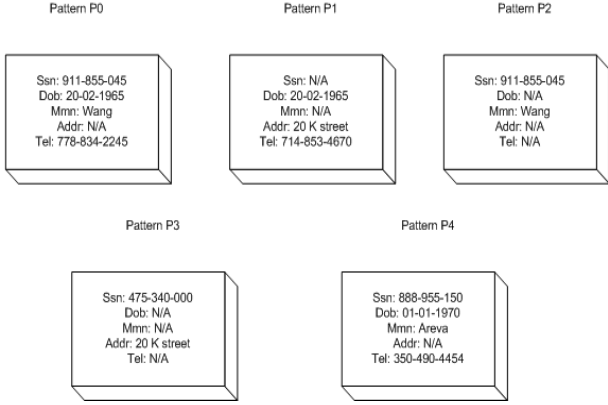 Pattern P0
Pattern P1
Pattern P2
Ssn: 911-855-045
Dob: 20-02-1965
Mmn: Wang
Addr: N/A
Tel: 778-834-2245
Ssn: N/A
Dob: 20-02-1965
Mmn: N/A
Addr: 20 K street
Tel: 714-853-4670
Ssn: 911-855-045
Dob: N/A
Mmn: Wang
Addr: N/A
Tel: N/A
Pattern P3
Pattern P4
Ssn: 475-340-000
Dob: N/A
Mmn: N/A
Addr: 20 K street
Tel: N/A
Ssn: 888-955-150
Dob: 01-01-1970
Mmn: Areva
Addr: N/A
Tel: 350-490-4454